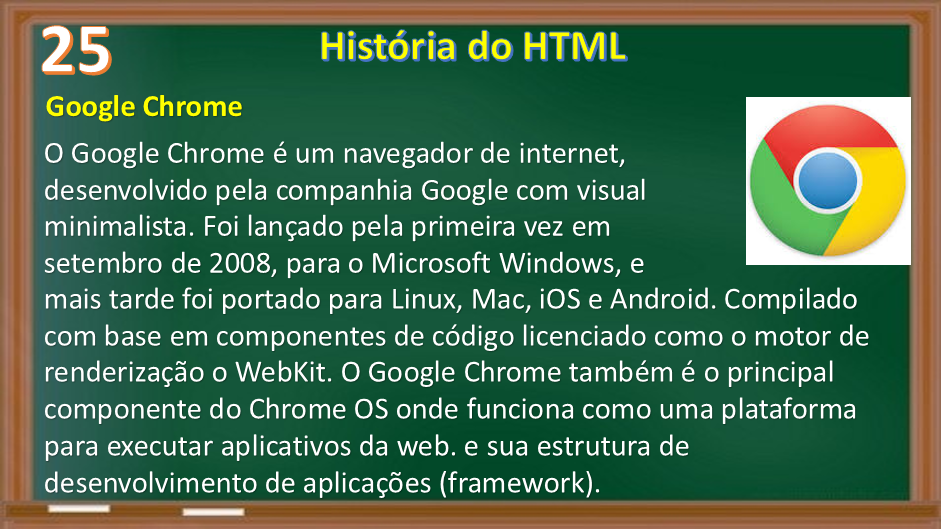 25
História do HTML
Google Chrome
O Google Chrome é um navegador de internet,
desenvolvido pela companhia Google com visual
minimalista. Foi lançado pela primeira vez em
setembro de 2008, para o Microsoft Windows, e
mais tarde foi portado para Linux, Mac, iOS e Android. Compilado
com base em componentes de código licenciado como o motor de
renderização o WebKit. O Google Chrome também é o principal
componente do Chrome OS onde funciona como uma plataforma
para executar aplicativos da web. e sua estrutura de
desenvolvimento de aplicações (framework).